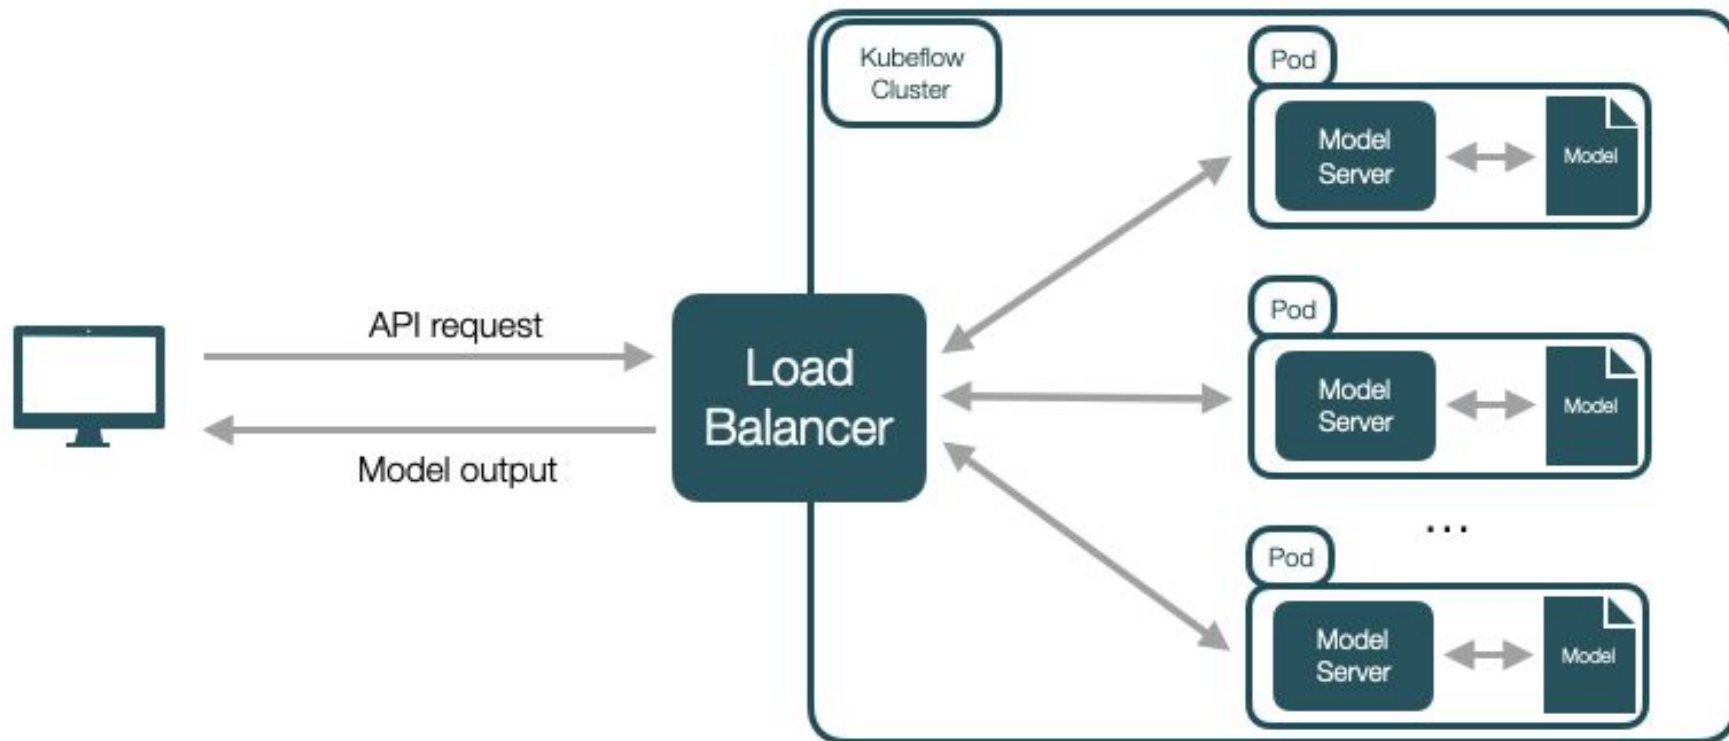 Kubeflow
Cluster
Pod
Model
Server
Model
API request
Load
Balancer
Model output
Pod
Model
Server
Model
...
Pod
Model
Server
Model